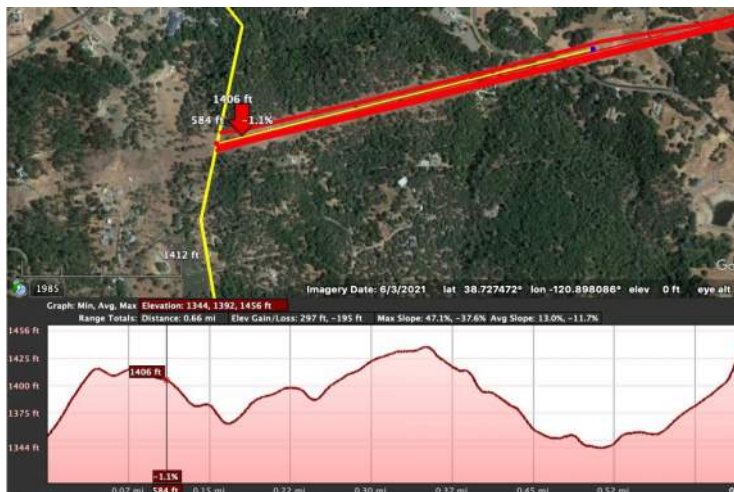 1406 ft
584 ft -1.1%
1412 ft
1985
Imagery Date: 6/3/2021 lat 38.727472° lon -120.898086° elev 0 ft eye alt
Graph: Min, Avg, Max Elevation: 1344, 1392, 1456 ft
Range Totals: Distance: 0.66 mi Elev Gain/Loss: 297 ft, -195 ft Max Slope: 47.1%, -37.6% Avg Slope: 13.0%, -11.7%
1456 ft
1425 ft
1406 ft
1400 ft
1375 ft
1344 ft
-1.1%
0.07 mi 584 ft 0.15 mi 0.22 mi 0.30 mi 0.37 mi 0.45 mi 0.52 mi